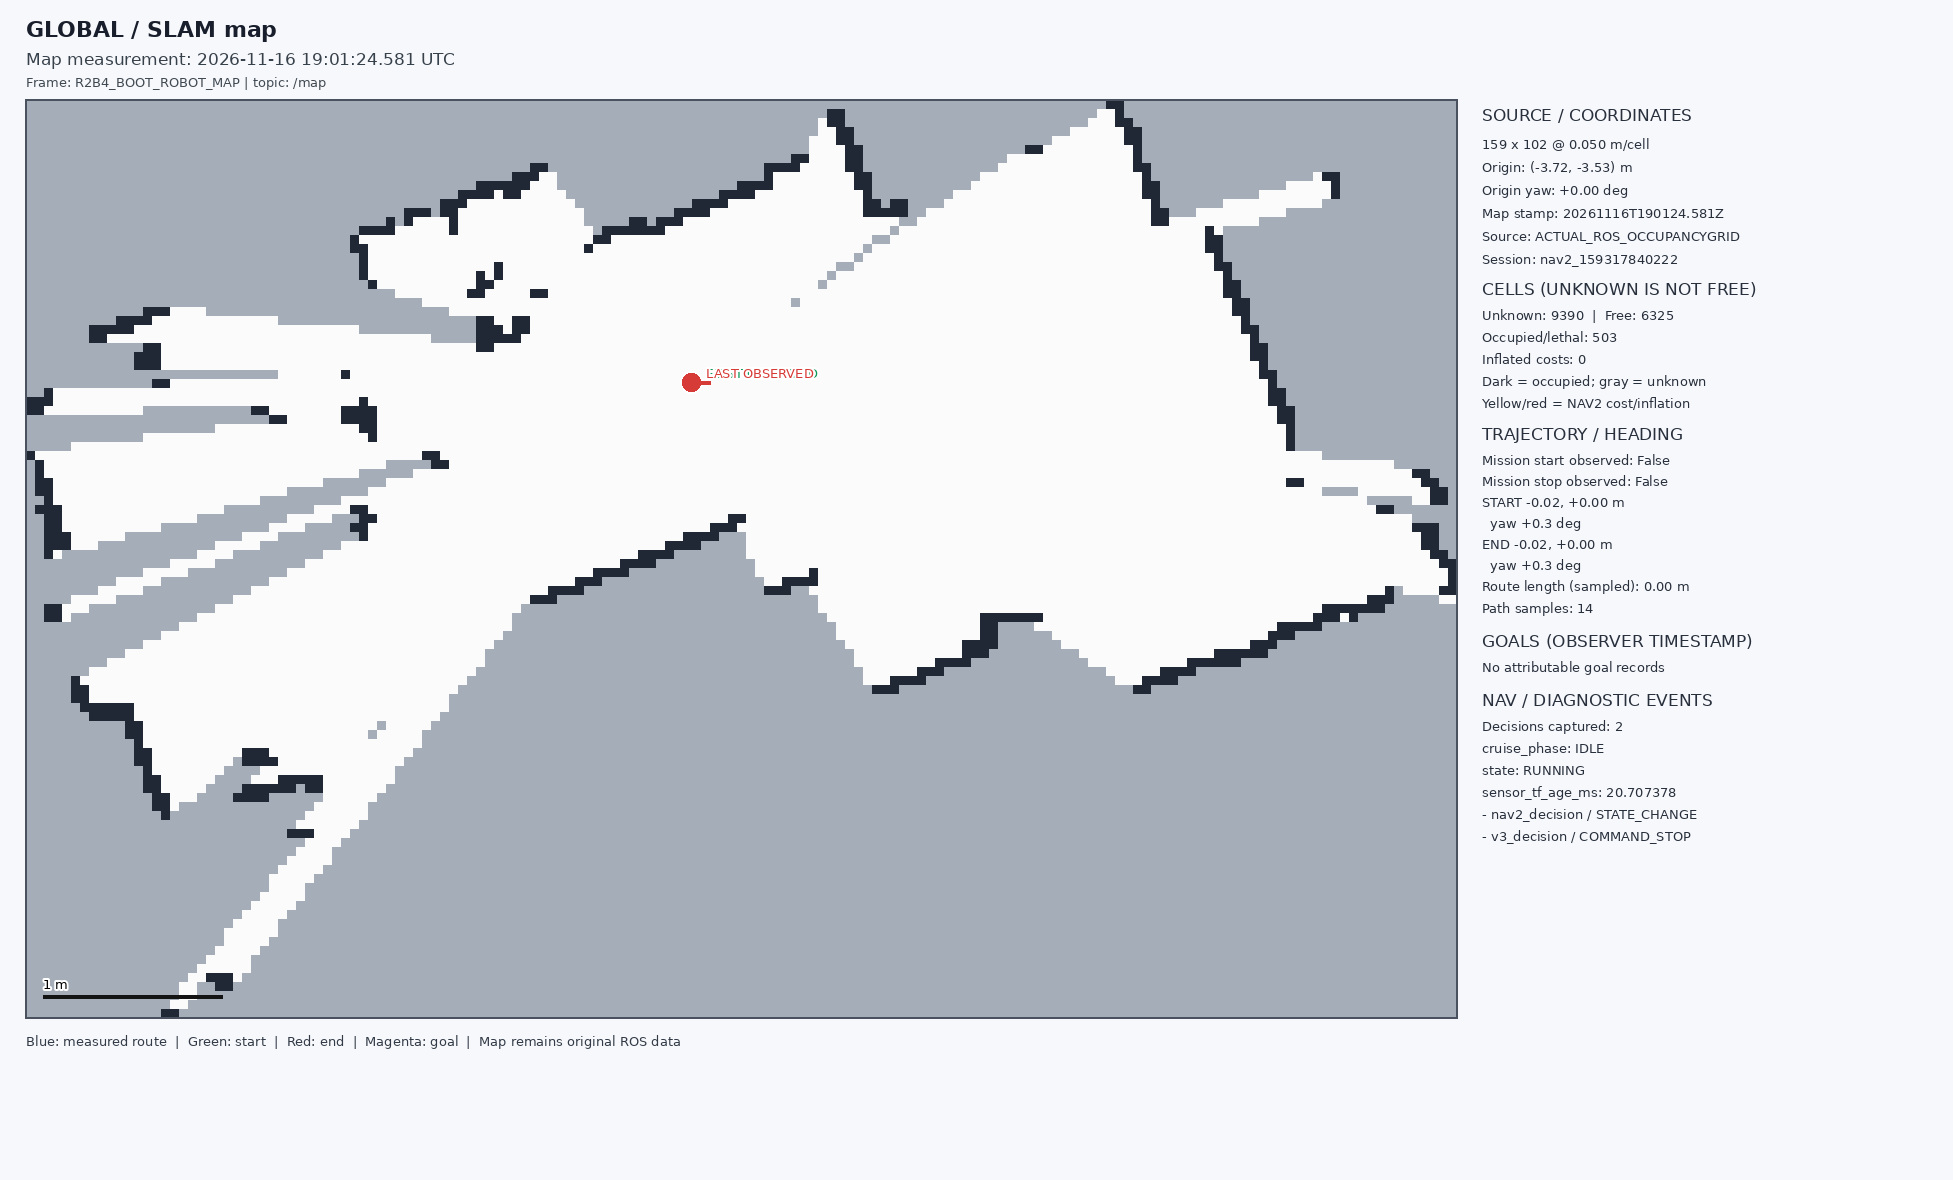 GLOBAL / SLAM map
Map measurement: 2026-11-16 19:01:24.581 UTC
Frame: R2B4_BOOT_ROBOT_MAP | topic: /map
SOURCE / COORDINATES
159 x 102 @ 0.050 m/cell
Origin: (-3.72, -3.53) m
Origin yaw: +0.00 deg
Map stamp: 20261116T190124.581Z
Source: ACTUAL_ROS_OCCUPANCYGRID
Session: nav2_159317840222
CELLS (UNKNOWN IS NOT FREE)
Unknown: 9390 | Free: 6325
Occupied/lethal: 503
Inflated costs: 0
Dark = occupied; gray = unknown
Yellow/red = NAV2 cost/inflation
TRAJECTORY / HEADING
Mission start observed: False
Mission stop observed: False
START -0.02, +0.00 m
yaw +0.3 deg
END -0.02, +0.00 m
yaw +0.3 deg
Route length (sampled): 0.00 m
Path samples: 14
GOALS (OBSERVER TIMESTAMP)
No attributable goal records
NAV / DIAGNOSTIC EVENTS
Decisions captured: 2
cruise_phase: IDLE
state: RUNNING
sensor_tf_age_ms: 20.707378
- nav2_decision / STATE_CHANGE
- v3_decision / COMMAND_STOP
1 m
Blue: measured route | Green: start | Red: end | Magenta: goal | Map remains original ROS data